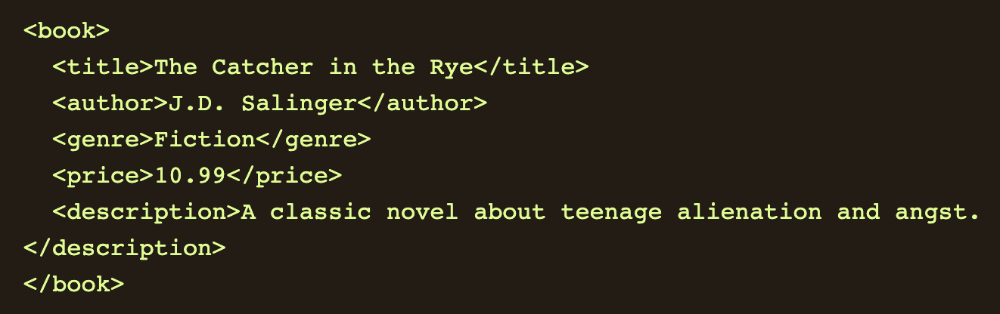 <book>
  <title>The Catcher in the Rye</title>
  <author>J.D. Salinger</author>
  <genre>Fiction</genre>
  <price>10.99</price>
  <description>A classic novel about teenage alienation and angst.
</description>
</book>